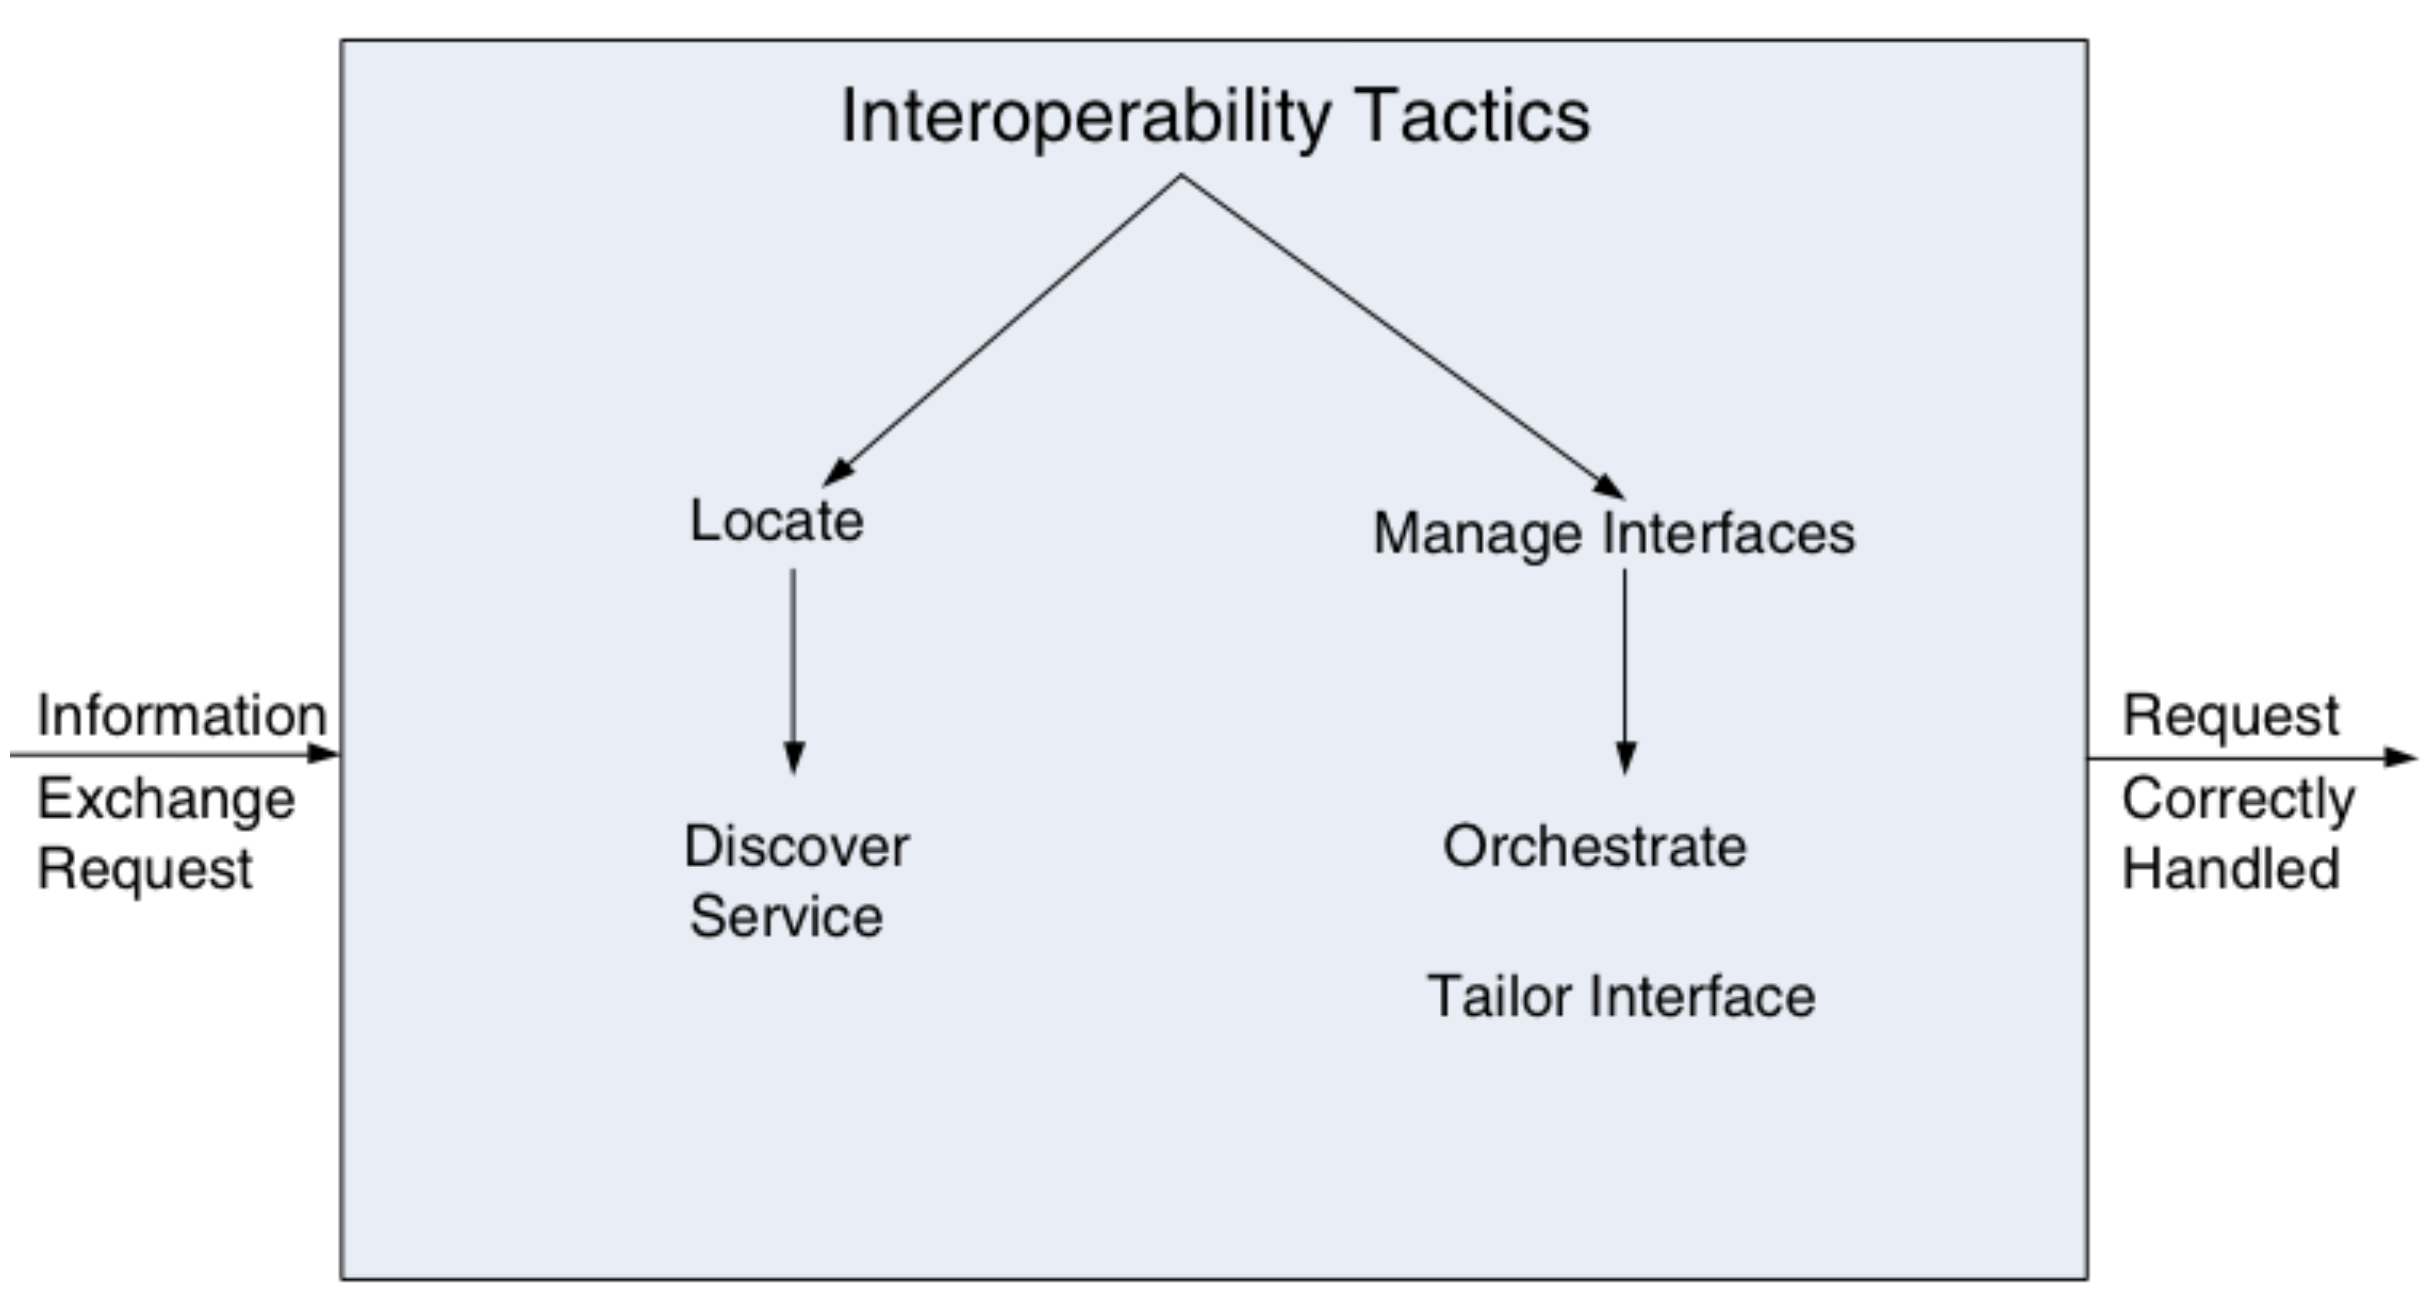 Interoperability Tactics
Locate
Manage Interfaces
Information
Exchange
Request
Discover
Service
Orchestrate
Tailor Interface
Request
Correctly
Handled